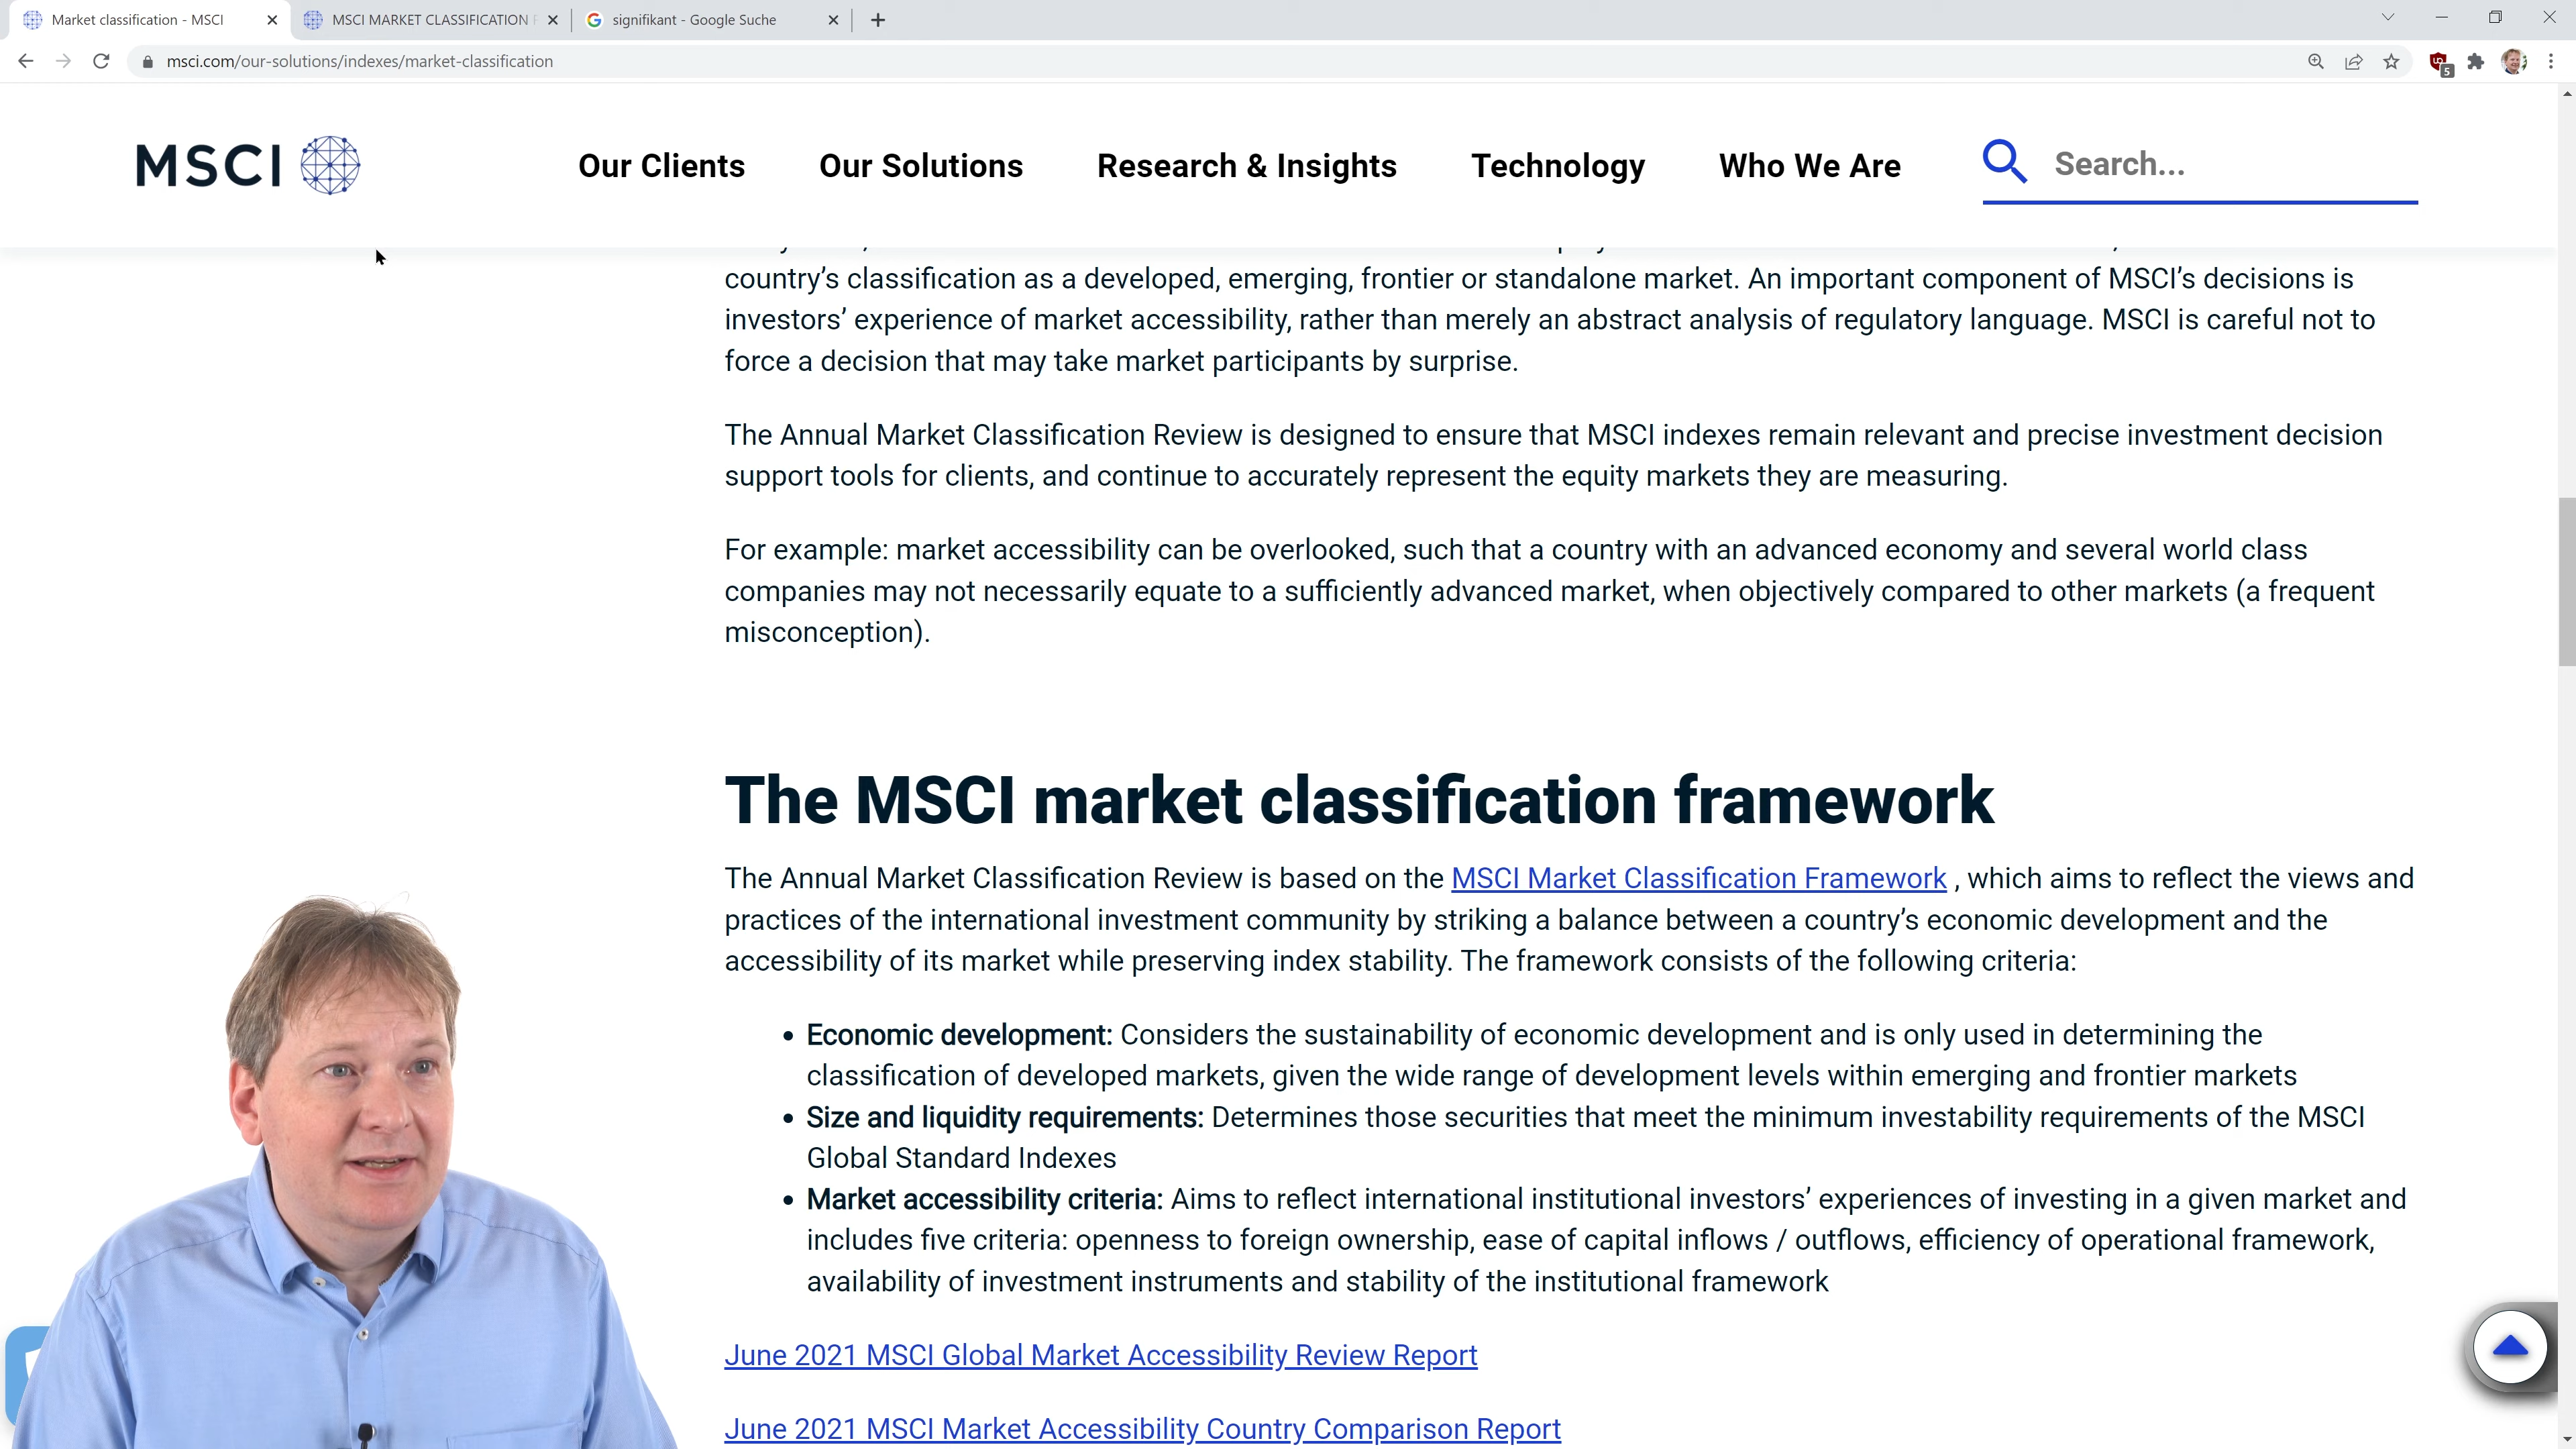 Market classification - MSCI
MSCI MARKET CLASSIFICATION F
signifikant - Google Suche
msci.com/our-solutions/indexes/market-classification
5
MSCI
Our Clients
Our Solutions
Research & Insights
Technology
Who We Are
Search...
country’s classification as a developed, emerging, frontier or standalone market. An important component of MSCI’s decisions is
investors’ experience of market accessibility, rather than merely an abstract analysis of regulatory language. MSCI is careful not to
force a decision that may take market participants by surprise.
The Annual Market Classification Review is designed to ensure that MSCI indexes remain relevant and precise investment decision
support tools for clients, and continue to accurately represent the equity markets they are measuring.
For example: market accessibility can be overlooked, such that a country with an advanced economy and several world class
companies may not necessarily equate to a sufficiently advanced market, when objectively compared to other markets (a frequent
misconception).
The MSCI market classification framework
The Annual Market Classification Review is based on the MSCI Market Classification Framework , which aims to reflect the views and
practices of the international investment community by striking a balance between a country’s economic development and the
accessibility of its market while preserving index stability. The framework consists of the following criteria:
• Economic development: Considers the sustainability of economic development and is only used in determining the
classification of developed markets, given the wide range of development levels within emerging and frontier markets
• Size and liquidity requirements: Determines those securities that meet the minimum investability requirements of the MSCI
Global Standard Indexes
• Market accessibility criteria: Aims to reflect international institutional investors’ experiences of investing in a given market and
includes five criteria: openness to foreign ownership, ease of capital inflows / outflows, efficiency of operational framework,
availability of investment instruments and stability of the institutional framework
June 2021 MSCI Global Market Accessibility Review Report
June 2021 MSCI Market Accessibility Country Comparison Report